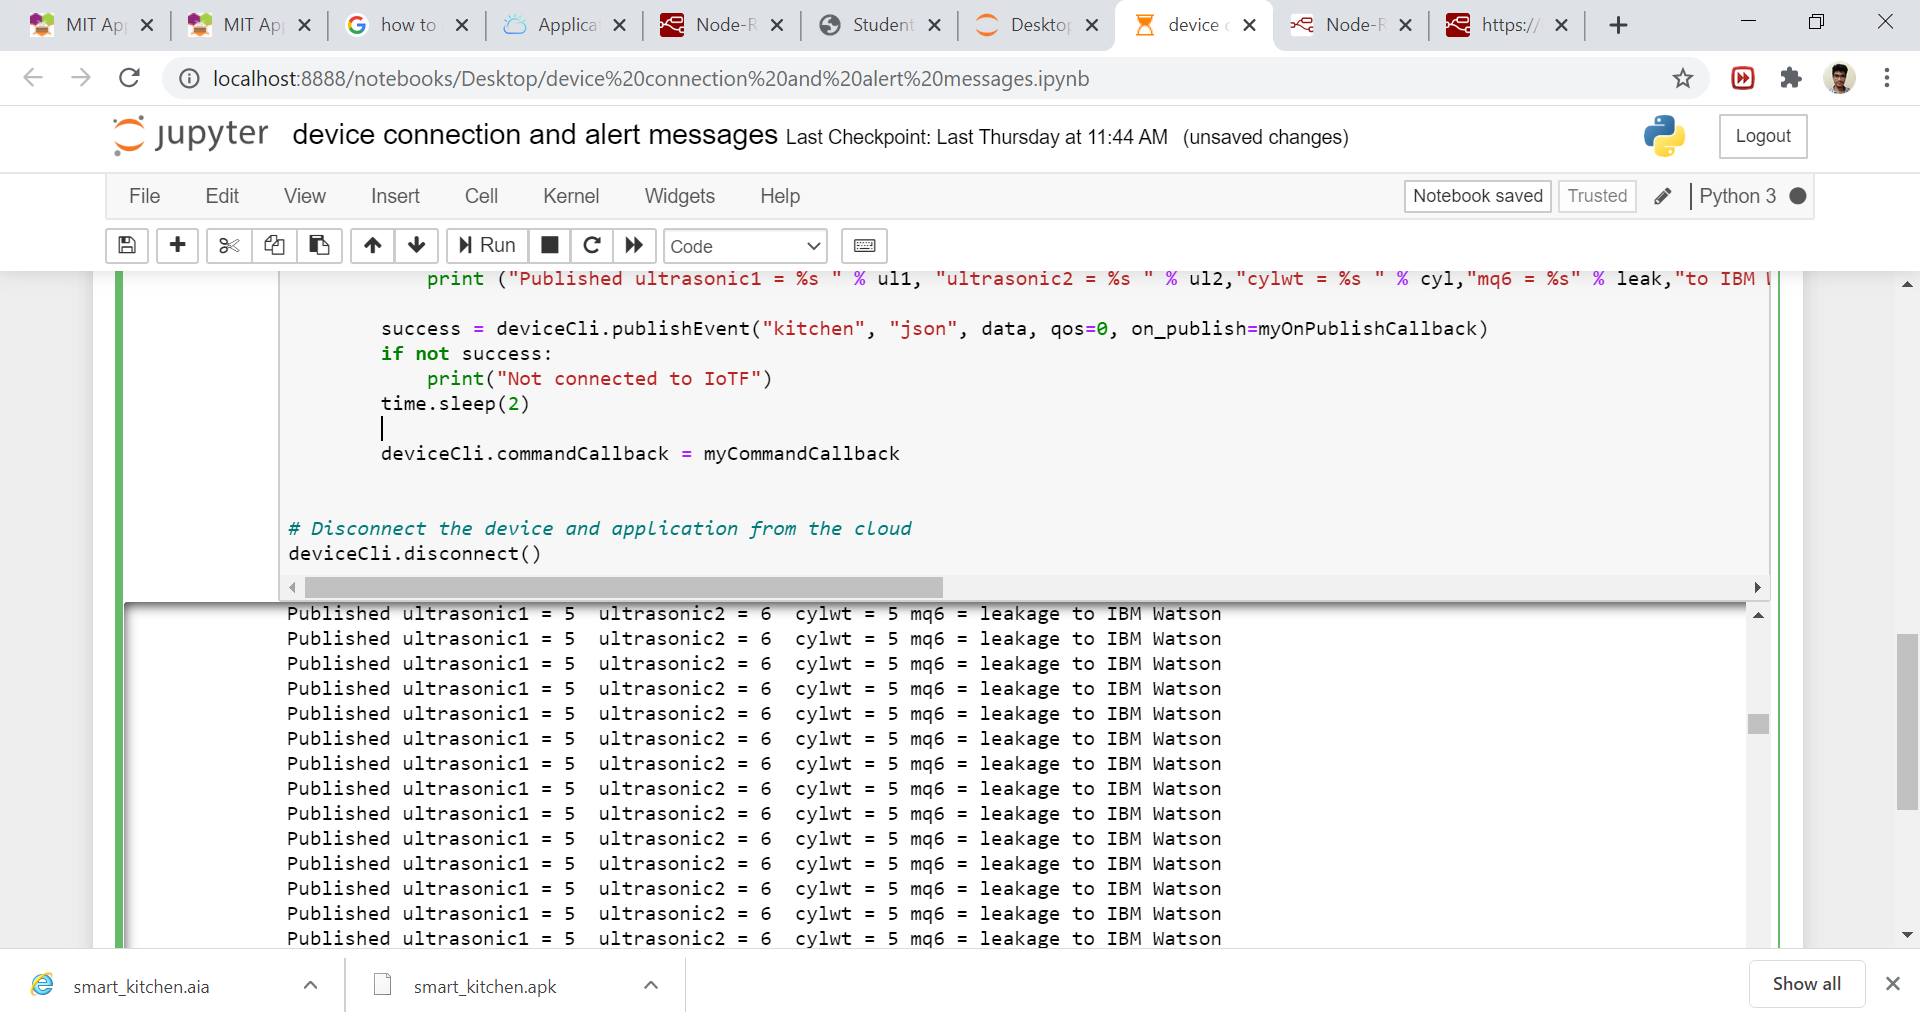 MIT Ap
MIT Ap
how to
Applica
Node-R
Student
Desktop
device c
Node-R
https://
localhost:8888/notebooks/Desktop/device%20connection%20and%20alert%20messages.ipynb
jupyter device connection and alert messages Last Checkpoint: Last Thursday at 11:44 AM (unsaved changes)
Logout
File Edit View Insert Cell Kernel Widgets Help
Notebook saved Trusted Python 3
Run Code
print ("Published ultrasonic1 = %s " % ul1, "ultrasonic2 = %s " % ul2,"cylwt = %s " % cyl,"mq6 = %s" % leak,"to IBM W
success = deviceCli.publishEvent("kitchen", "json", data, qos=0, on_publish=myOnPublishCallback)
if not success:
print("Not connected to IoTF")
time.sleep(2)
deviceCli.commandCallback = myCommandCallback
# Disconnect the device and application from the cloud
deviceCli.disconnect()
Published ultrasonic1 = 5 ultrasonic2 = 6 cylwt = 5 mq6 = leakage to IBM Watson
Published ultrasonic1 = 5 ultrasonic2 = 6 cylwt = 5 mq6 = leakage to IBM Watson
Published ultrasonic1 = 5 ultrasonic2 = 6 cylwt = 5 mq6 = leakage to IBM Watson
Published ultrasonic1 = 5 ultrasonic2 = 6 cylwt = 5 mq6 = leakage to IBM Watson
Published ultrasonic1 = 5 ultrasonic2 = 6 cylwt = 5 mq6 = leakage to IBM Watson
Published ultrasonic1 = 5 ultrasonic2 = 6 cylwt = 5 mq6 = leakage to IBM Watson
Published ultrasonic1 = 5 ultrasonic2 = 6 cylwt = 5 mq6 = leakage to IBM Watson
Published ultrasonic1 = 5 ultrasonic2 = 6 cylwt = 5 mq6 = leakage to IBM Watson
Published ultrasonic1 = 5 ultrasonic2 = 6 cylwt = 5 mq6 = leakage to IBM Watson
Published ultrasonic1 = 5 ultrasonic2 = 6 cylwt = 5 mq6 = leakage to IBM Watson
Published ultrasonic1 = 5 ultrasonic2 = 6 cylwt = 5 mq6 = leakage to IBM Watson
Published ultrasonic1 = 5 ultrasonic2 = 6 cylwt = 5 mq6 = leakage to IBM Watson
Published ultrasonic1 = 5 ultrasonic2 = 6 cylwt = 5 mq6 = leakage to IBM Watson
Published ultrasonic1 = 5 ultrasonic2 = 6 cylwt = 5 mq6 = leakage to IBM Watson
smart_kitchen.aia
smart_kitchen.apk
Show all